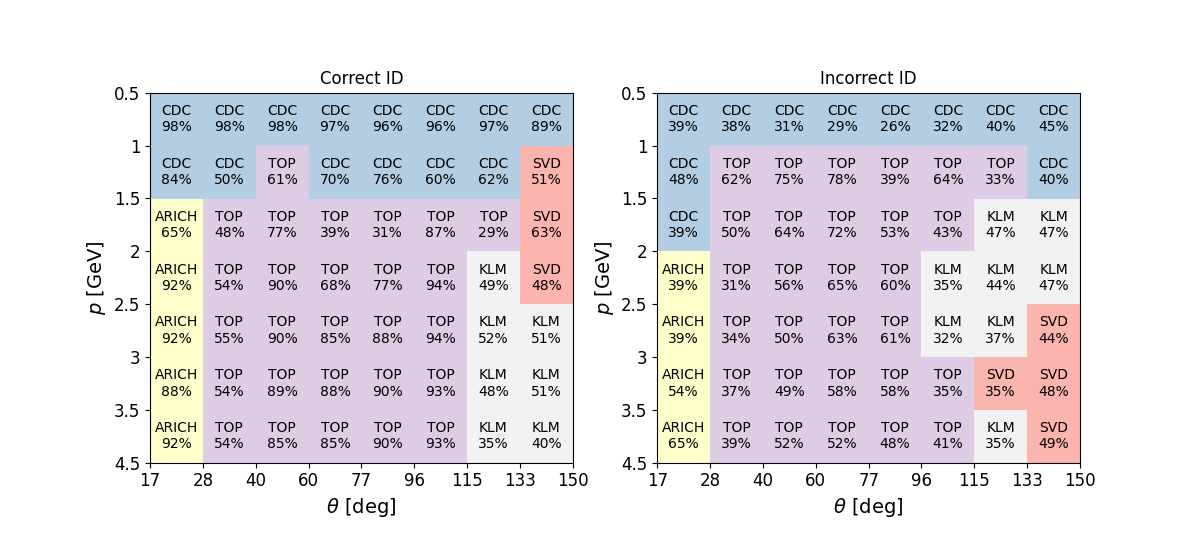 Correct ID
0.5
CDC CDC CDC CDC CDC CDC CDC CDC
98% 98% 98% 97% 96% 96% 97% 89%
1
CDC CDC TOP CDC CDC CDC CDC SVD
84% 50% 61% 70% 76% 60% 62% 51%
1.5
ARICH TOP TOP TOP TOP TOP TOP SVD
65% 48% 77% 39% 31% 87% 29% 63%
2
ARICH TOP TOP TOP TOP TOP KLM SVD
92% 54% 90% 68% 77% 94% 49% 48%
2.5
ARICH TOP TOP TOP TOP TOP KLM KLM
92% 55% 90% 85% 88% 94% 52% 51%
3
ARICH TOP TOP TOP TOP TOP KLM KLM
88% 54% 89% 88% 90% 93% 48% 51%
3.5
ARICH TOP TOP TOP TOP TOP KLM KLM
92% 54% 85% 85% 90% 93% 35% 40%
4.5
17 28 40 60 77 96 115 133 150
p [GeV]
θ [deg]
Incorrect ID
0.5
CDC CDC CDC CDC CDC CDC CDC CDC
39% 38% 31% 29% 26% 32% 40% 45%
1
CDC TOP TOP TOP TOP TOP TOP CDC
48% 62% 75% 78% 39% 64% 33% 40%
1.5
CDC TOP TOP TOP TOP TOP KLM KLM
39% 50% 64% 72% 53% 43% 47% 47%
2
ARICH TOP TOP TOP TOP KLM KLM KLM
39% 31% 56% 65% 60% 35% 44% 47%
2.5
ARICH TOP TOP TOP TOP KLM KLM SVD
39% 34% 50% 63% 61% 32% 37% 44%
3
ARICH TOP TOP TOP TOP TOP SVD SVD
54% 37% 49% 58% 58% 35% 35% 48%
3.5
ARICH TOP TOP TOP TOP TOP KLM SVD
65% 39% 52% 52% 48% 41% 35% 49%
4.5
17 28 40 60 77 96 115 133 150
p [GeV]
θ [deg]